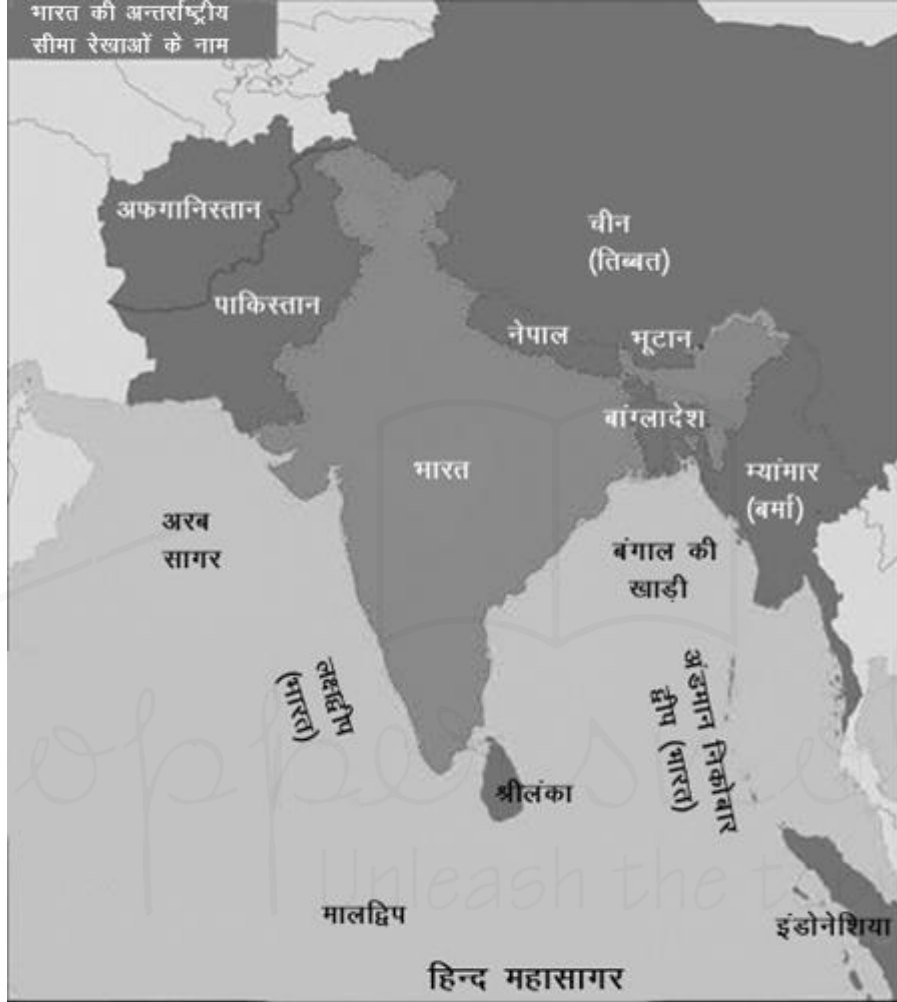 भारत की अन्तर्राष्ट्रीय
सीमा रेखाओं के नाम
अफगानिस्तान
चीन
(तिब्बत)
पाकिस्तान
नेपाल
भूटान
बांग्लादेश
भारत
म्यांमार
(बर्मा)
अरब
सागर
बंगाल की
खाड़ी
लक्षद्वीप
(भारत)
अंडमान निकोबार
द्वीप (भारत)
श्रीलंका
Unleash the t
मालद्विप
इंडोनेशिया
हिन्द महासागर